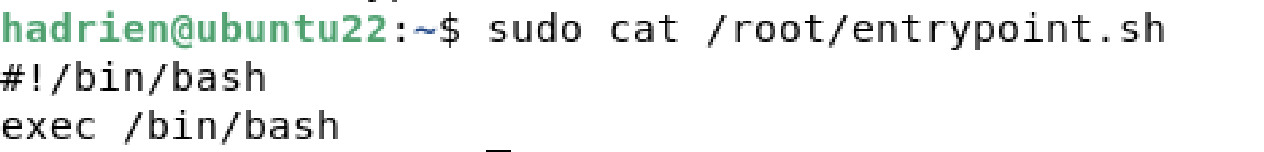 hadrien@ubuntu22:~$ sudo cat /root/entrypoint.sh
#!/bin/bash
exec /bin/bash